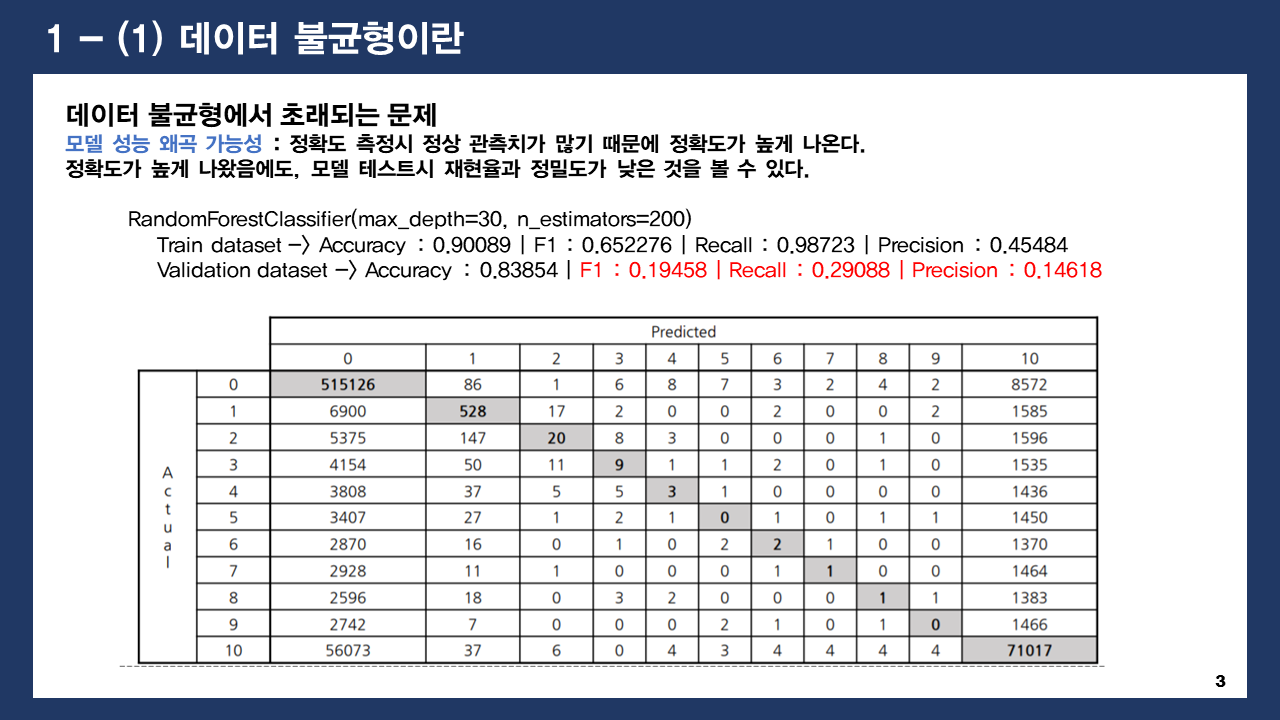 1 – (1) 데이터 불균형이란
데이터 불균형에서 초래되는 문제
모델 성능 왜곡 가능성 : 정확도 측정시 정상 관측치가 많기 때문에 정확도가 높게 나온다.
정확도가 높게 나왔음에도, 모델 테스트시 재현율과 정밀도가 낮은 것을 볼 수 있다.
RandomForestClassifier(max_depth=30, n_estimators=200)
Train dataset –> Accuracy : 0.90089 | F1 : 0.652276 | Recall : 0.98723 | Precision : 0.45484
Validation dataset –> Accuracy : 0.83854 | F1 : 0.19458 | Recall : 0.29088 | Precision : 0.14618
Predicted
0 1 2 3 4 5 6 7 8 9 10
Actual
0 515126 86 1 6 8 7 3 2 4 2 8572
1 6900 528 17 2 0 0 2 0 0 2 1585
2 5375 147 20 8 3 0 0 0 1 0 1596
3 4154 50 11 9 1 1 2 0 1 0 1535
4 3808 37 5 5 3 1 0 0 0 0 1436
5 3407 27 1 2 1 0 1 0 1 1 1450
6 2870 16 0 1 0 2 2 1 0 0 1370
7 2928 11 1 0 0 0 1 1 0 0 1464
8 2596 18 0 3 2 0 0 0 1 1 1383
9 2742 7 0 0 0 2 1 0 1 0 1466
10 56073 37 6 0 4 3 4 4 4 4 71017
3